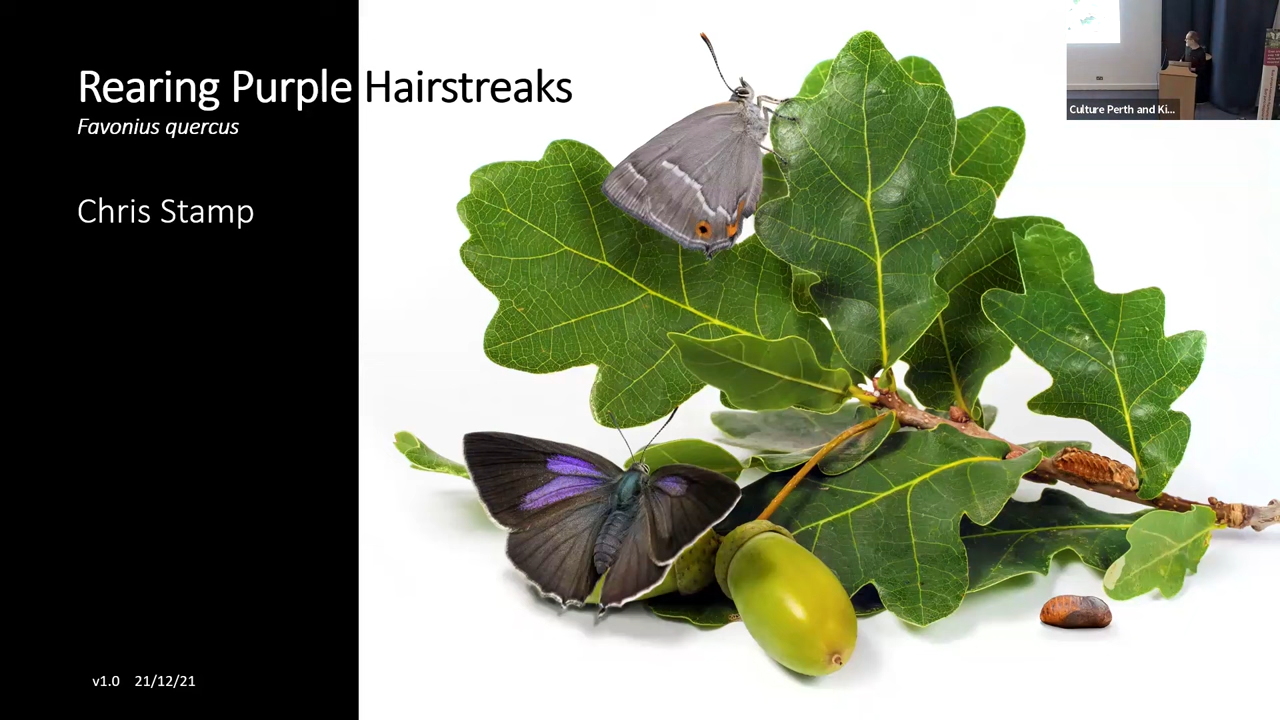 Rearing Purple Hairstreaks
Favonius quercus
Chris Stamp
v1.0 21/12/21
Culture Perth and Ki...